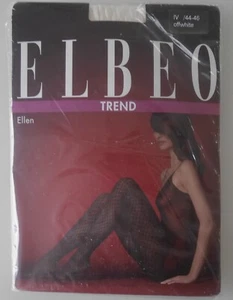 IV /44-46
offwhite
ELBEO
TREND
Ellen